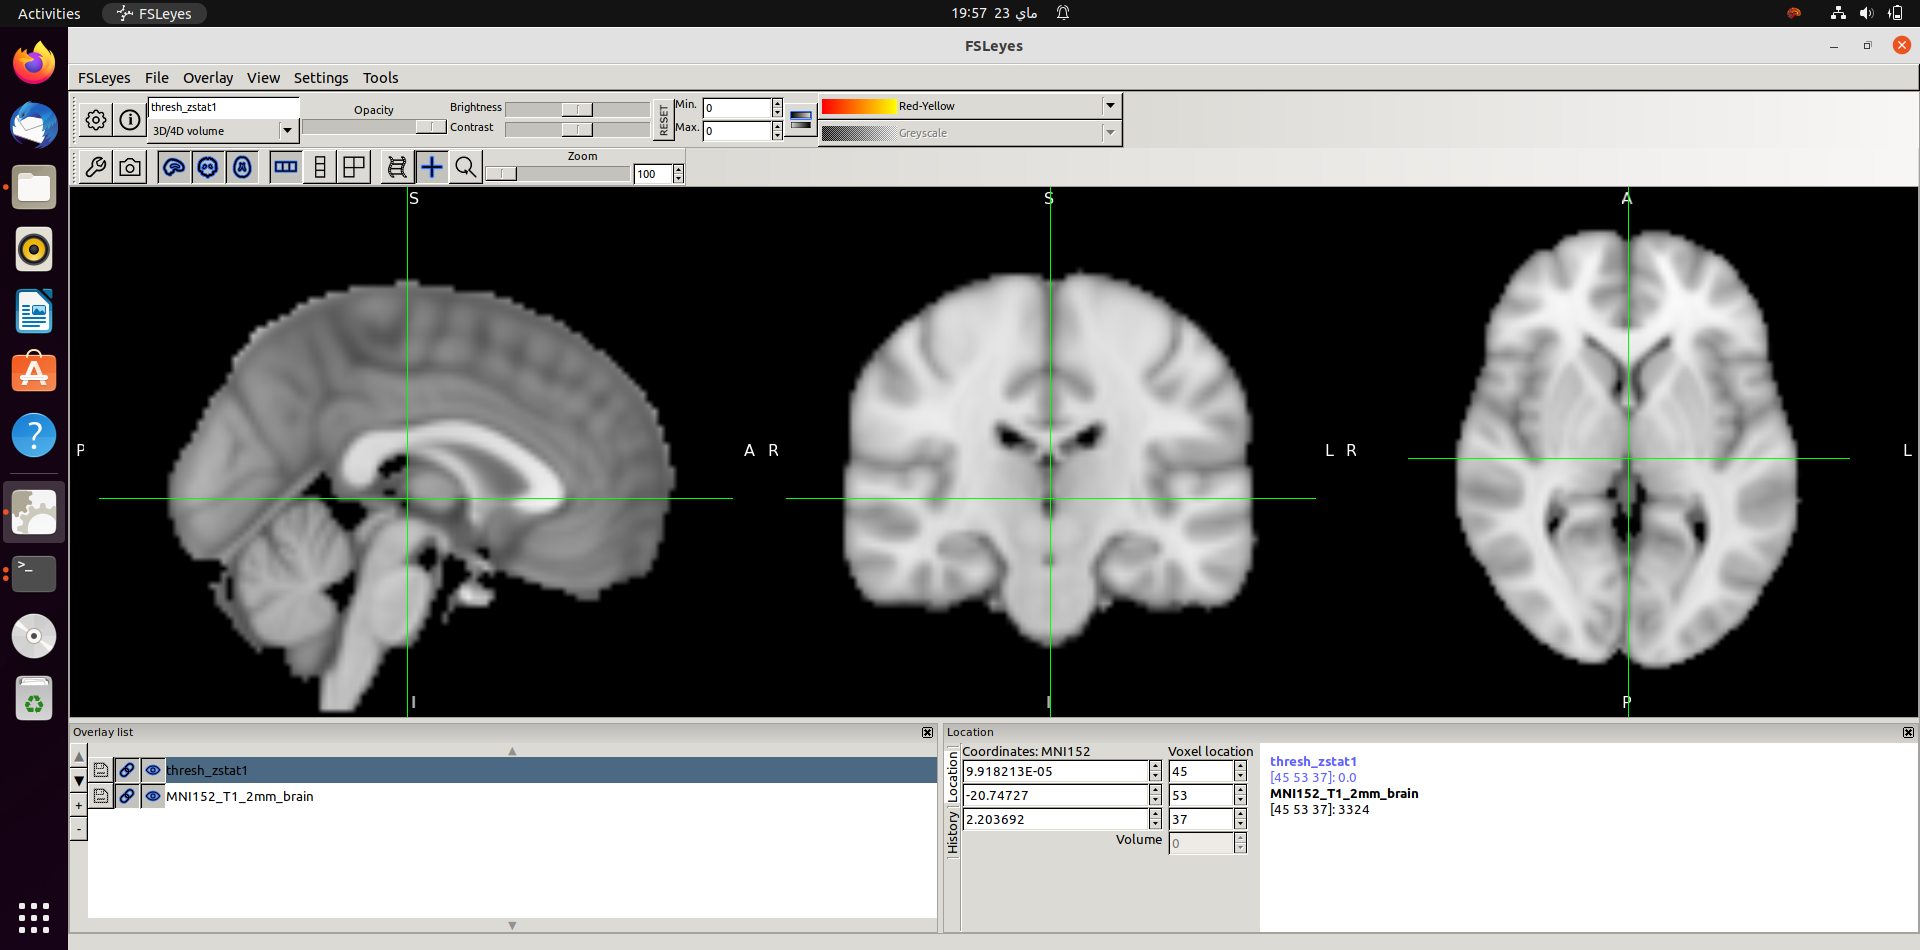 Activities
FSLeyes
19:57 23 ماي
FSLeyes
FSLeyes File Overlay View Settings Tools
thresh_zstat1
3D/4D volume
Opacity
Brightness
Contrast
RESET
Min. 0
Max. 0
Red-Yellow
Greyscale
Zoom
100
S
P
A
I
S
R
L
I
A
R
L
P
Overlay list
thresh_zstat1
MNI152_T1_2mm_brain
Location
Location
History
Coordinates: MNI152 Voxel location
9.918213E-05 45
-20.74727 53
2.203692 37
Volume 0
thresh_zstat1
[45 53 37]: 0.0
MNI152_T1_2mm_brain
[45 53 37]: 3324